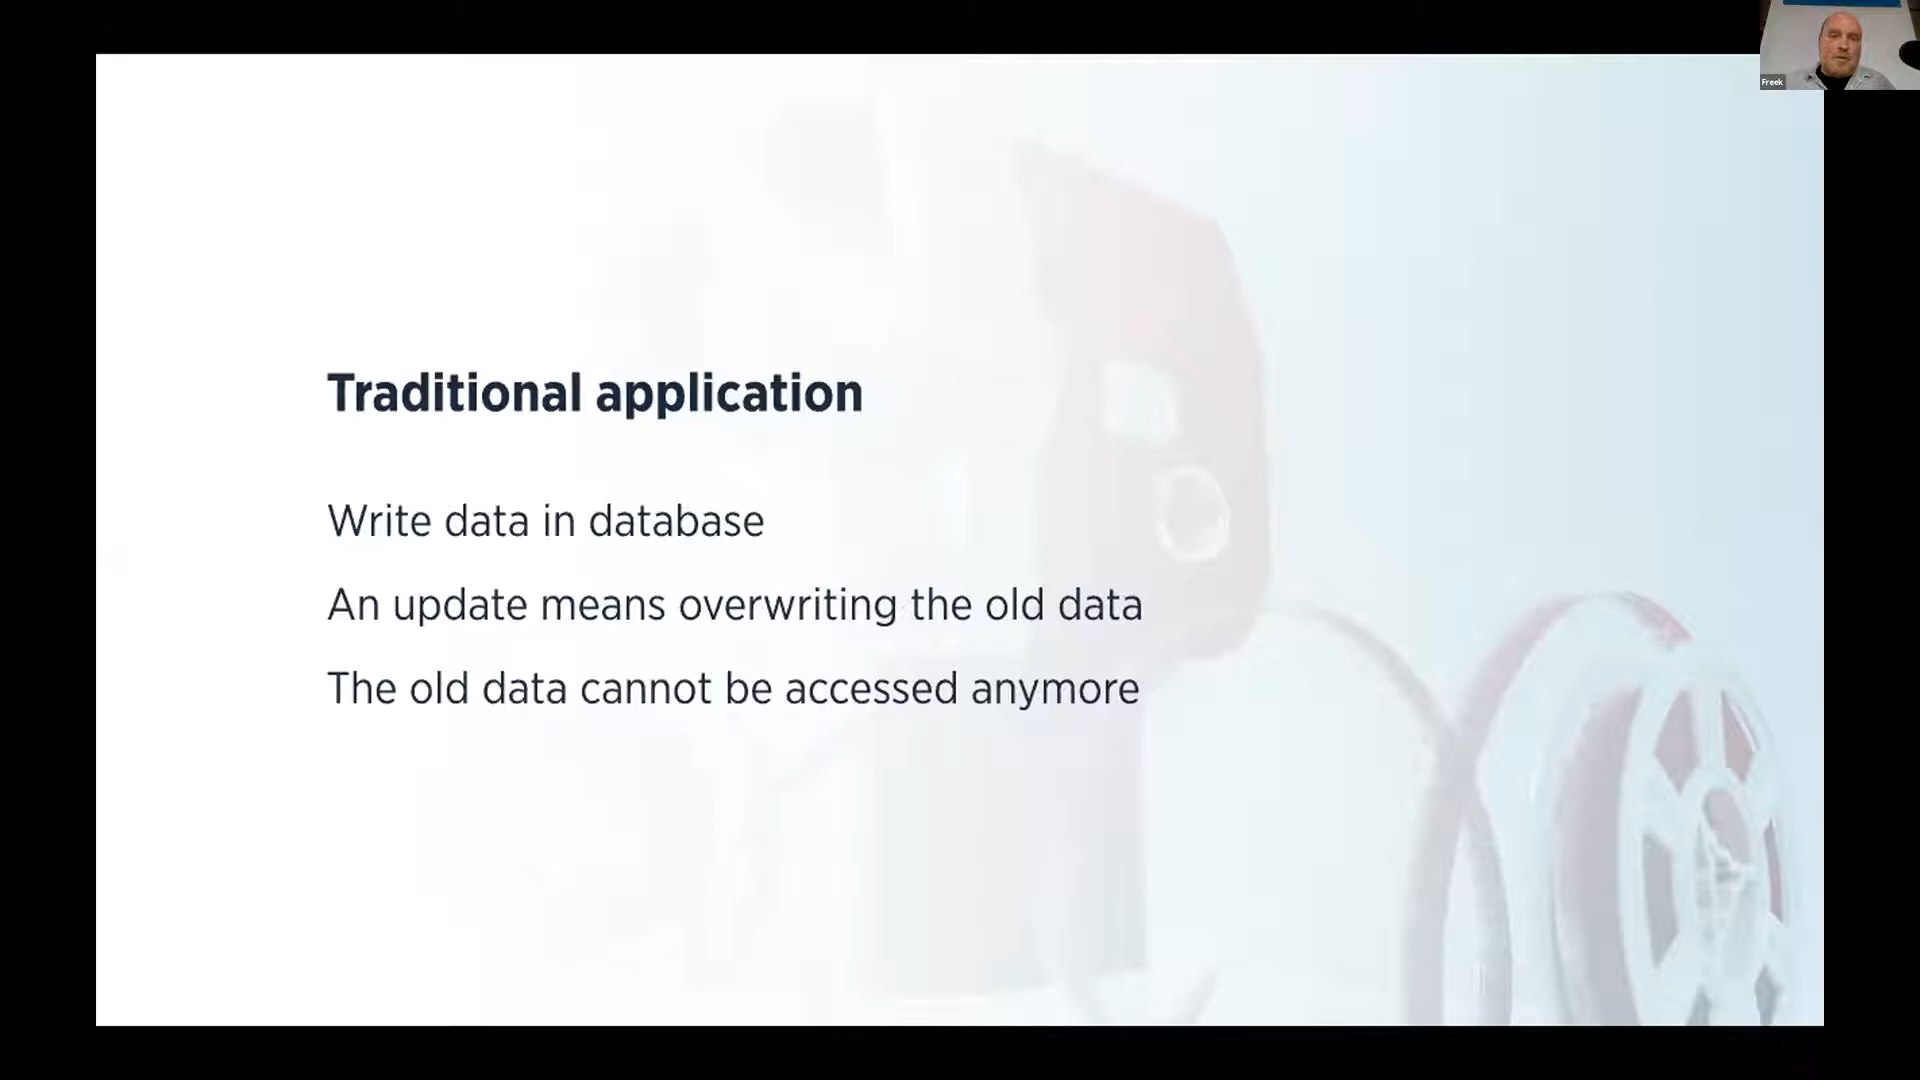 Freek
Traditional application
Write data in database
An update means overwriting the old data
The old data cannot be accessed anymore